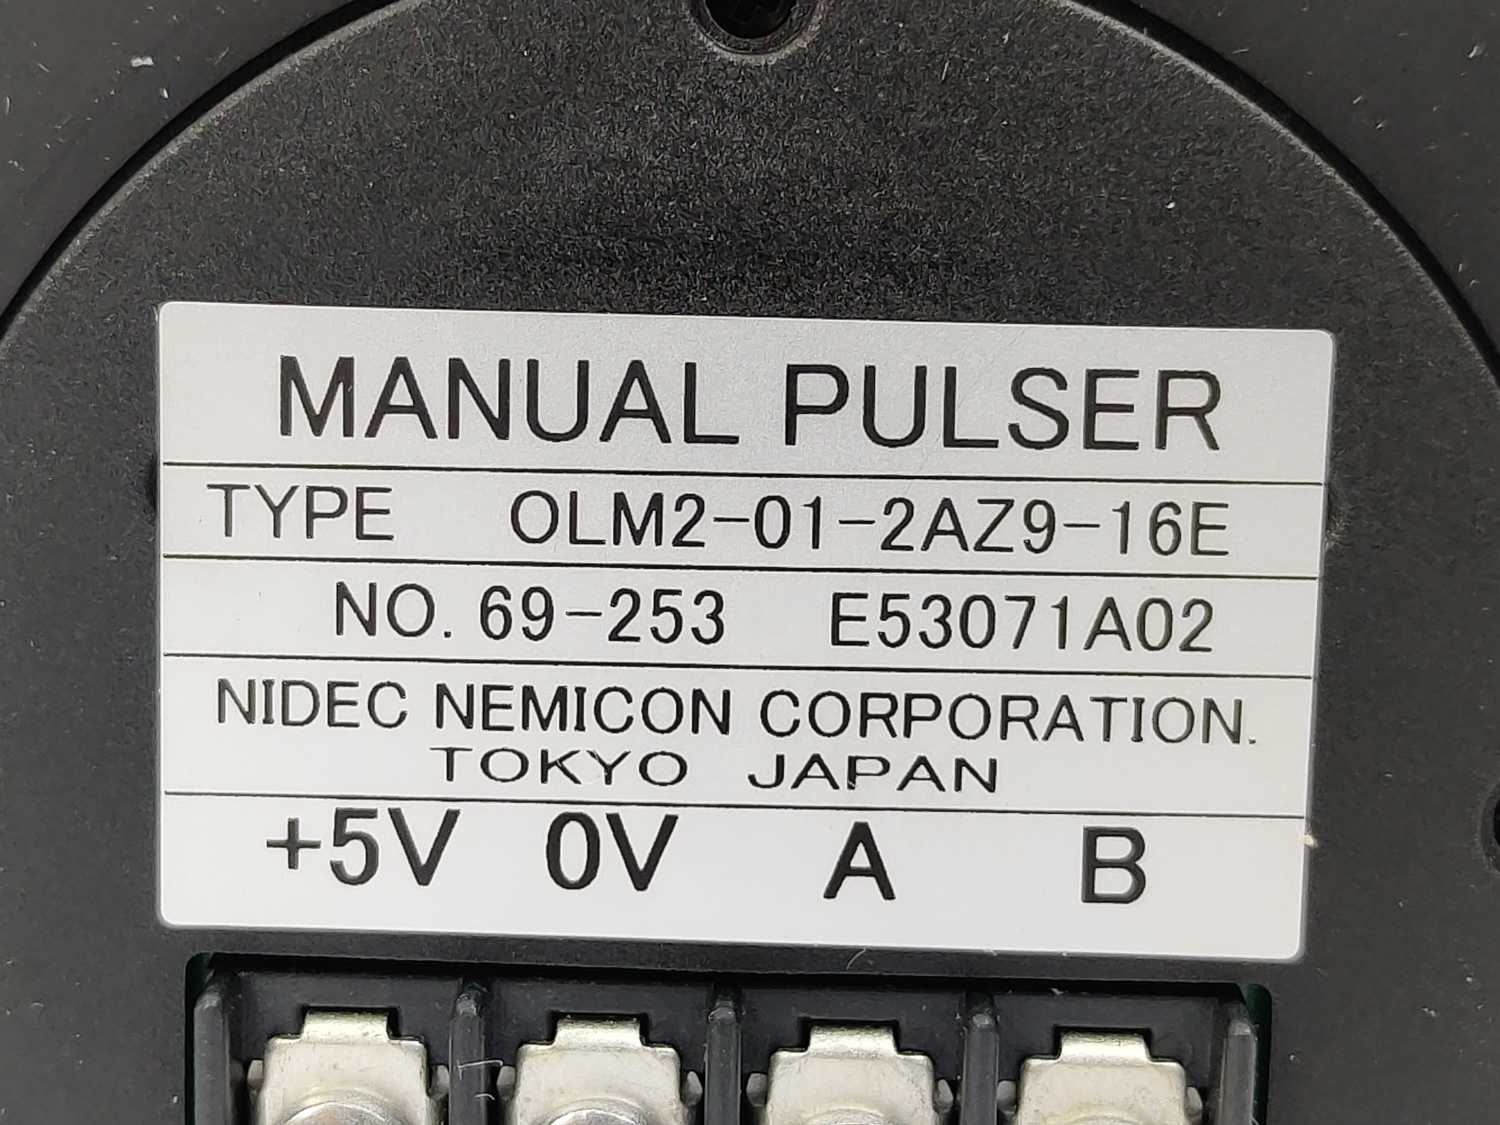 MANUAL PULSER
TYPE OLM2-01-2AZ9-16E
NO. 69-253 E53071A02
NIDEC NEMICON CORPORATION.
TOKYO JAPAN
+5V 0V A B